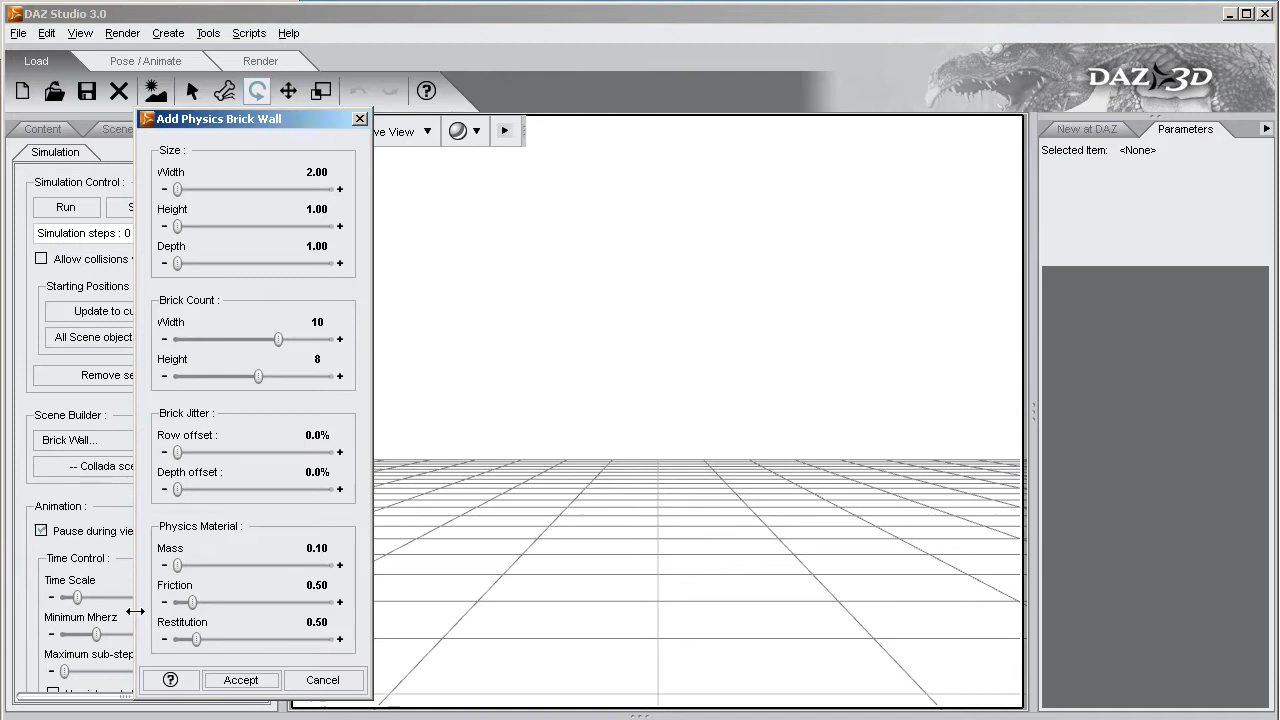 DAZ Studio 3.0
File Edit View Render Create Tools Scripts Help
Load Pose / Animate Render
DAZ 3D
Content Scene
Add Physics Brick Wall
ve View
New at DAZ Parameters
Selected Item: <None>
Simulation
Simulation Control :
Run S
Simulation steps : 0
Allow collisions
Starting Positions
Update to cu
All Scene object
Remove se
Scene Builder :
Brick Wall...
-- Collada sce
Animation :
Pause during vie
Time Control :
Time Scale
Minimum Mherz
Maximum sub-step
Size :
Width 2.00
Height 1.00
Depth 1.00
Brick Count :
Width 10
Height 8
Brick Jitter :
Row offset : 0.0%
Depth offset : 0.0%
Physics Material :
Mass 0.10
Friction 0.50
Restitution 0.50
Accept Cancel